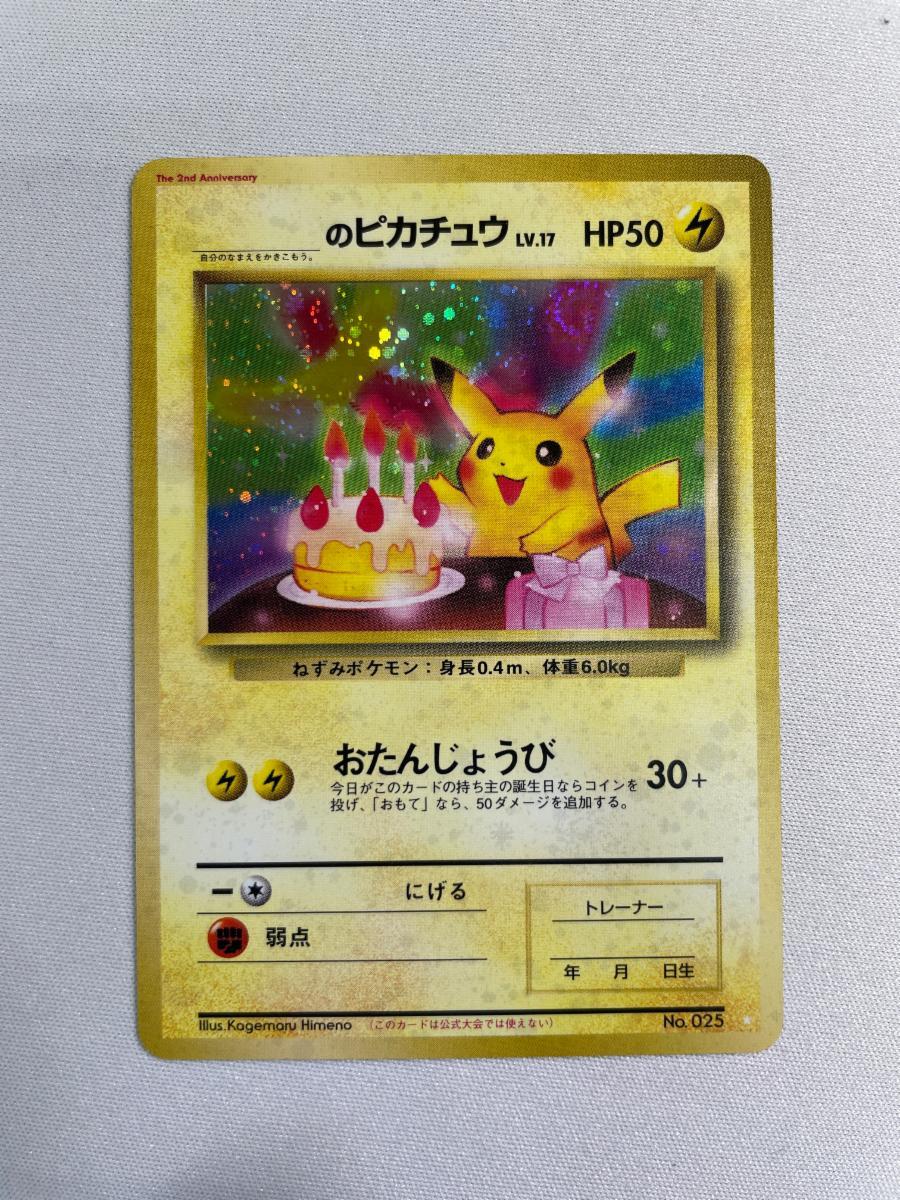 The 2nd Anniversary
のピカチュウ LV.17 HP50
自分のなまえをかきこもう。
ねずみポケモン：身長0.4m、体重6.0kg
おたんじょうび 30+
今日がこのカードの持ち主の誕生日ならコインを
投げ、「おもて」なら、50ダメージを追加する。
ー にげる
弱点
トレーナー
年 月 日生
Illus.Kagemaru Himeno （このカードは公式大会では使えない） No.025